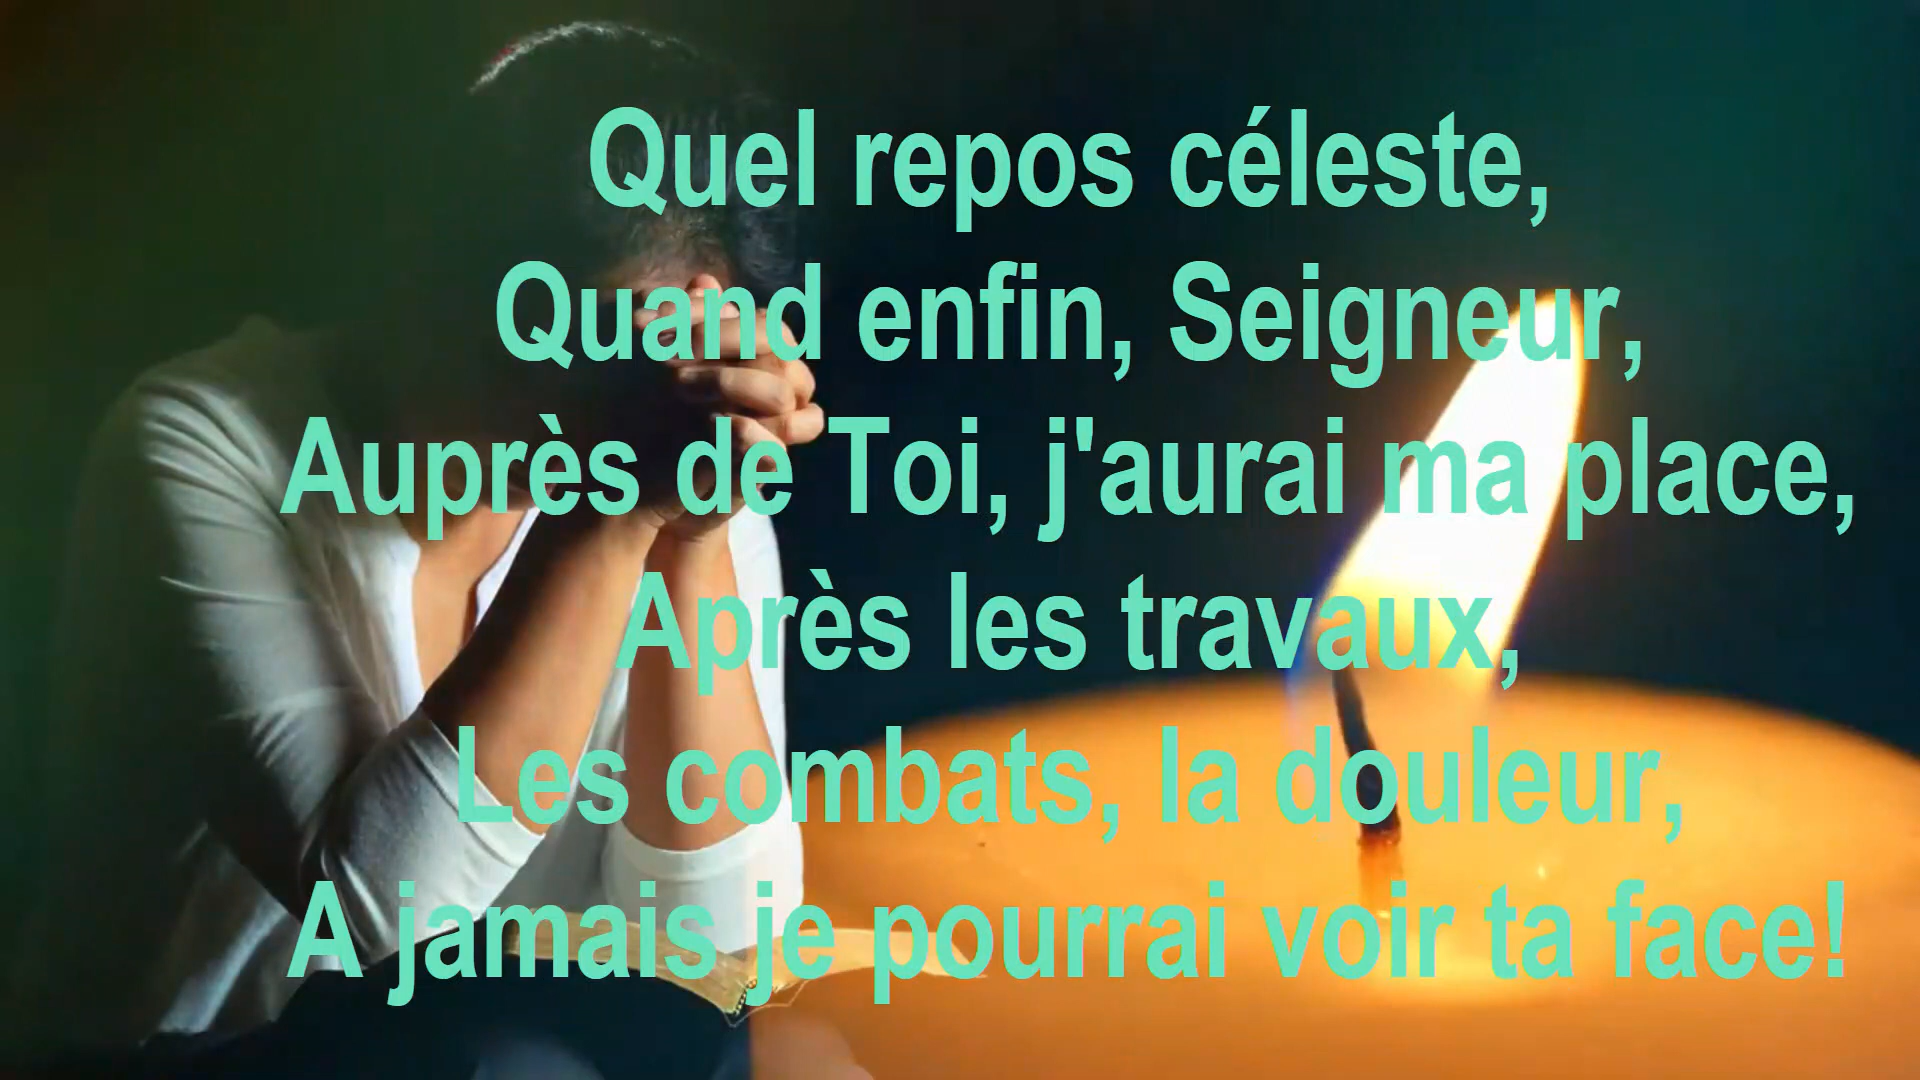 Quel repos céleste,
Quand enfin, Seigneur,
Auprès de Toi, j'aurai ma place,
Après les travaux,
Les combats, la douleur,
A jamais je pourrai voir ta face!